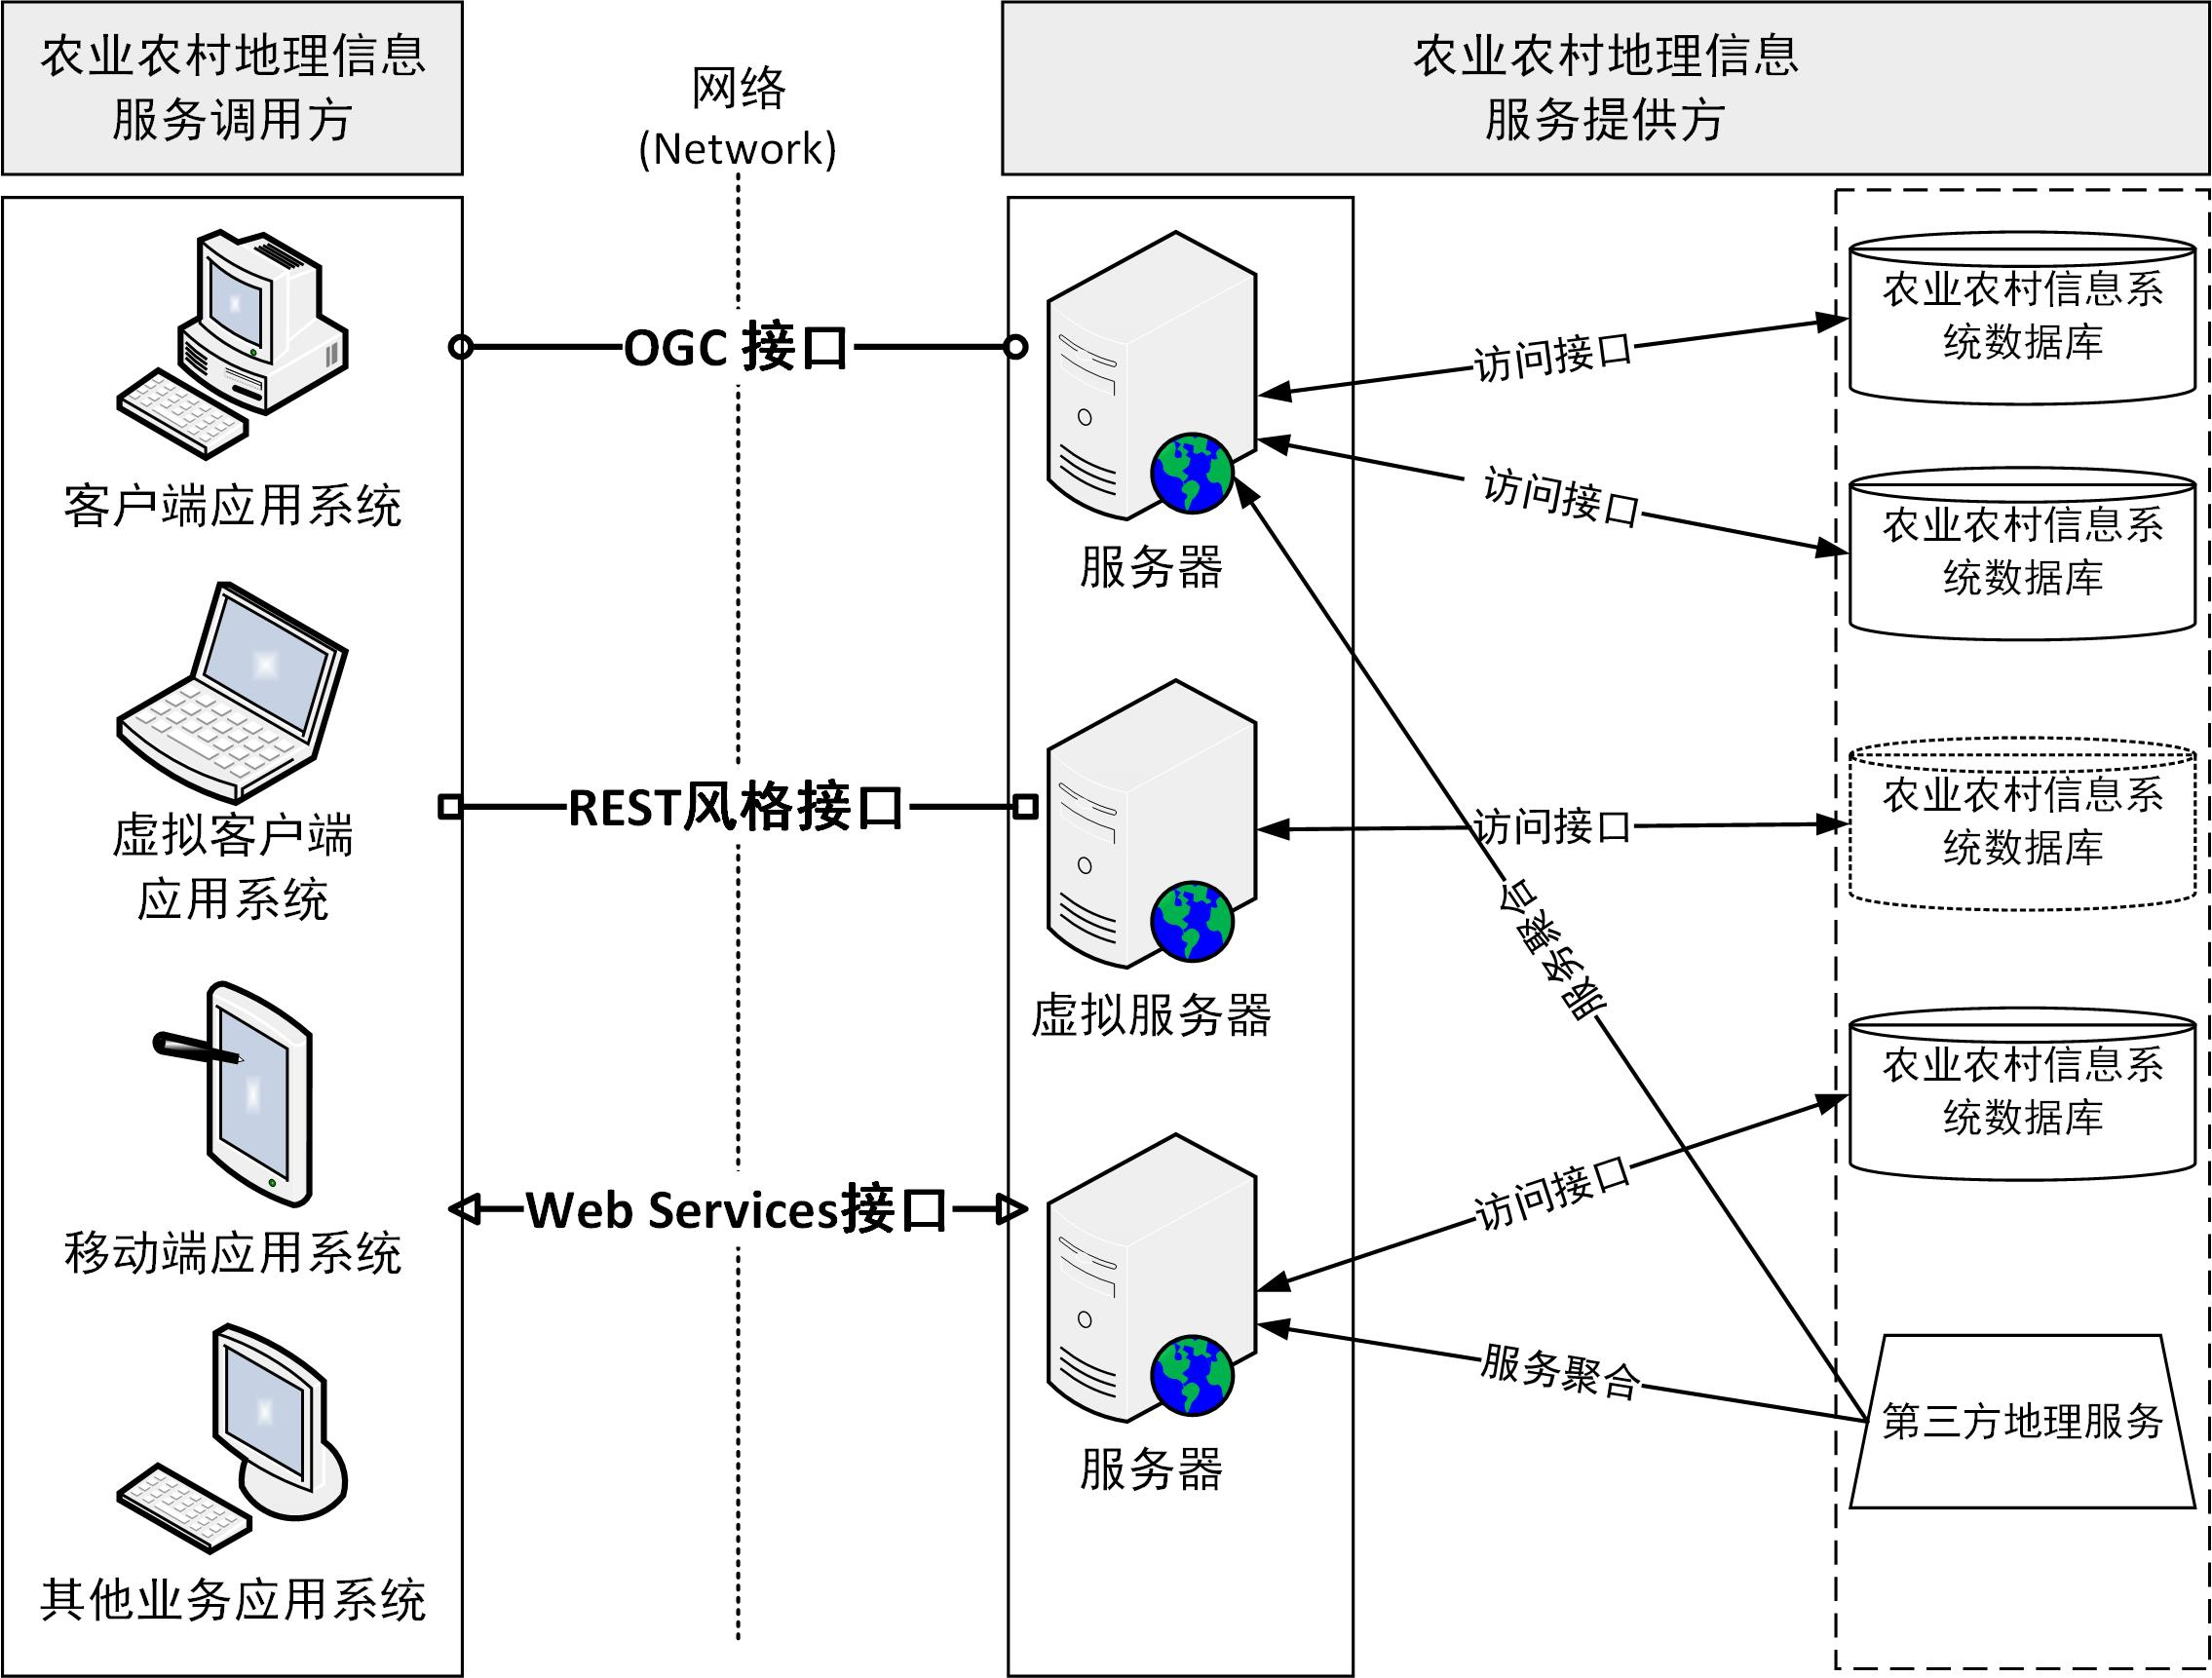 农业农村地理信息
服务调用方
网络
(Network)
农业农村地理信息
服务提供方
客户端应用系统
虚拟客户端
应用系统
移动端应用系统
其他业务应用系统
OGC 接口
REST风格接口
Web Services接口
服务器
虚拟服务器
服务器
访问接口
访问接口
访问接口
服务聚合
访问接口
服务聚合
农业农村信息系
统数据库
农业农村信息系
统数据库
农业农村信息系
统数据库
农业农村信息系
统数据库
第三方地理服务